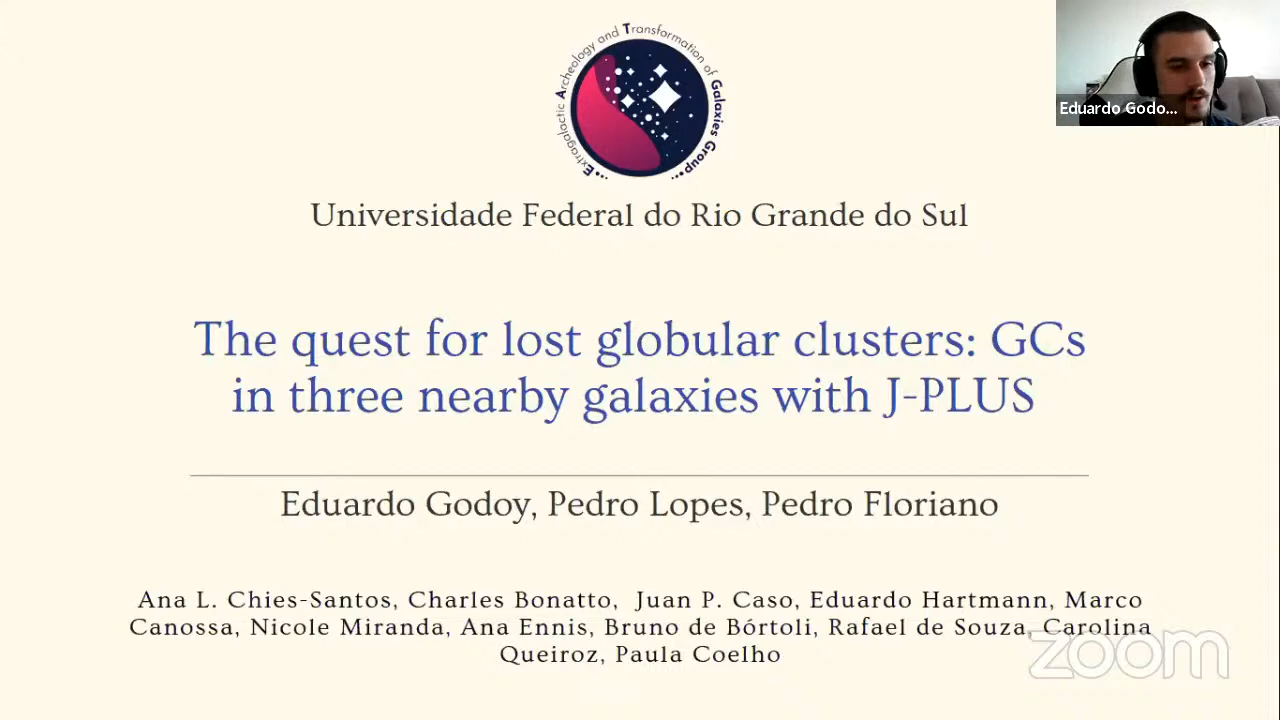 ...Extragalactic Archeology and Transformation of Galaxies Group...
Eduardo Godo...
Universidade Federal do Rio Grande do Sul
The quest for lost globular clusters: GCs
in three nearby galaxies with J-PLUS
Eduardo Godoy, Pedro Lopes, Pedro Floriano
Ana L. Chies-Santos, Charles Bonatto, Juan P. Caso, Eduardo Hartmann, Marco
Canossa, Nicole Miranda, Ana Ennis, Bruno de Bórtoli, Rafael de Souza, Carolina
Queiroz, Paula Coelho
zoom